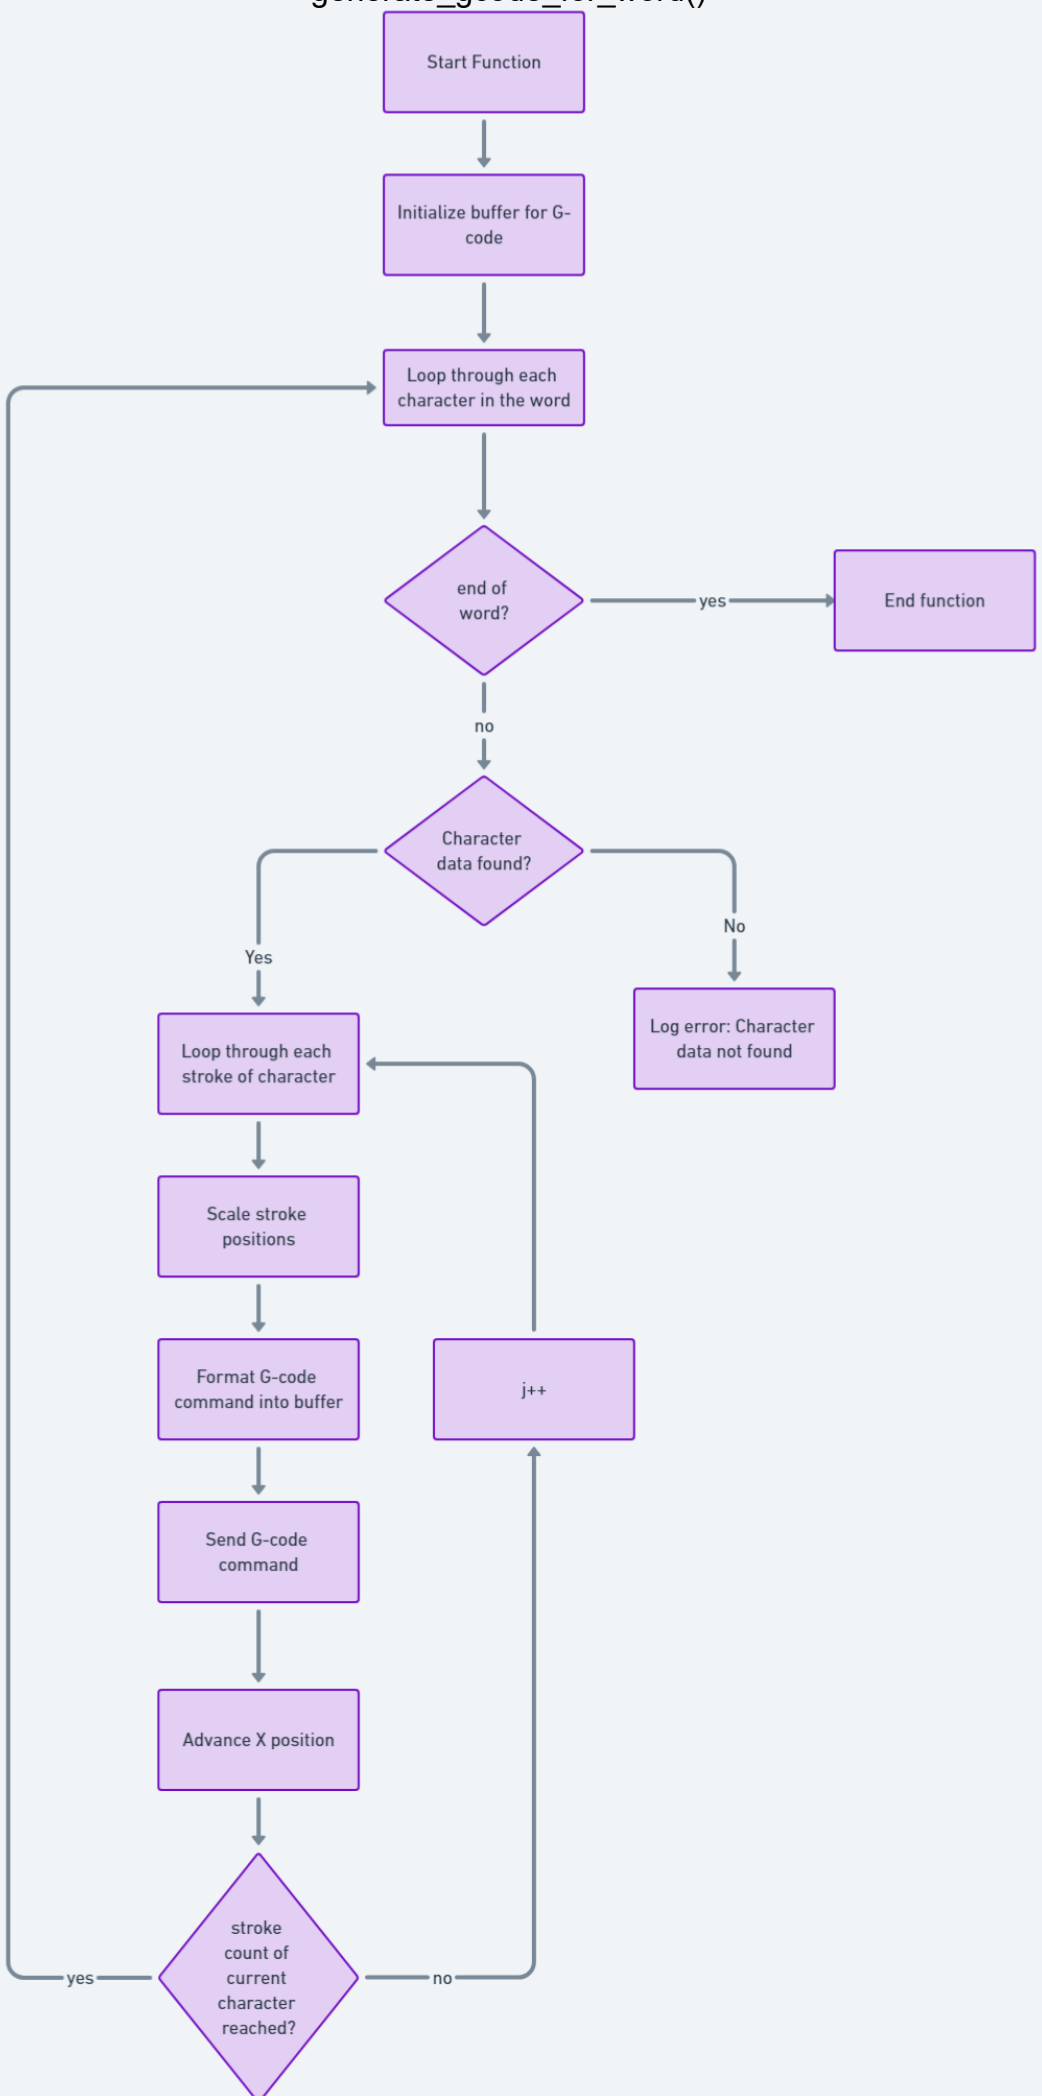 generate_gcode_for_word()
Start Function
Initialize buffer for G-
code
Loop through each
character in the word
end of
word?
yes
End function
no
Character
data found?
No
Yes
Log error: Character
data not found
Loop through each
stroke of character
Scale stroke
positions
Format G-code
command into buffer
j++
Send G-code
command
Advance X position
stroke
count of
current
character
reached?
yes
no